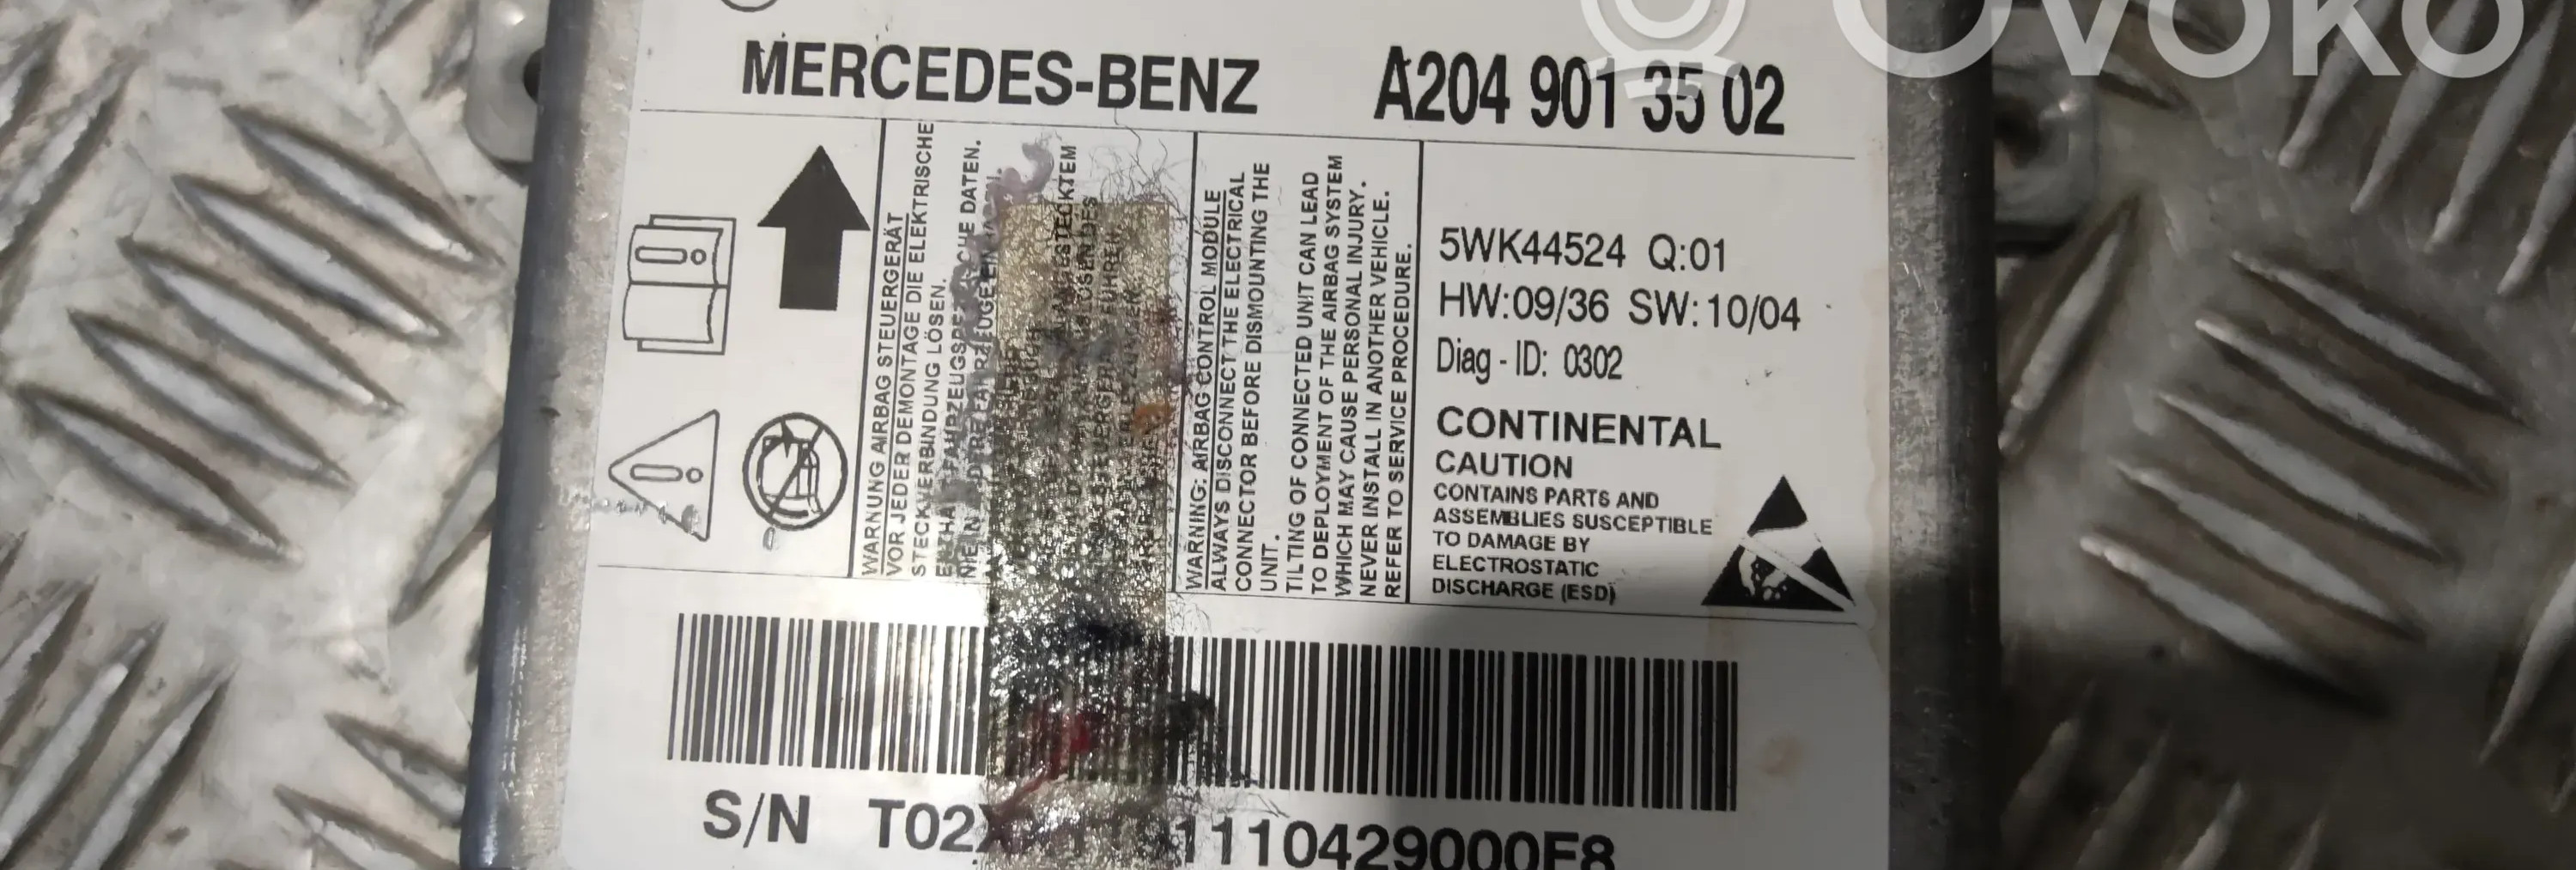 OVOKO
MERCEDES-BENZ A204 901 35 02
WARNUNG AIRBAG STEUERGERÄT
VOR JEDER DEMONTAGE DIE ELEKTRISCHE
STECKVERBINDUNG LÖSEN.
DATEN.
WARNING: AIRBAG CONTROL MODULE
ALWAYS DISCONNECT THE ELECTRICAL
CONNECTOR BEFORE DISMOUNTING THE
UNIT.
TILTING OF CONNECTED UNIT CAN LEAD
TO DEPLOYMENT OF THE AIRBAG SYSTEM
WHICH MAY CAUSE PERSONAL INJURY.
NEVER INSTALL IN ANOTHER VEHICLE.
REFER TO SERVICE PROCEDURE.
5WK44524 Q:01
HW:09/36 SW:10/04
Diag - ID: 0302
CONTINENTAL
CAUTION
CONTAINS PARTS AND
ASSEMBLIES SUSCEPTIBLE
TO DAMAGE BY
ELECTROSTATIC
DISCHARGE (ESD)
S/N